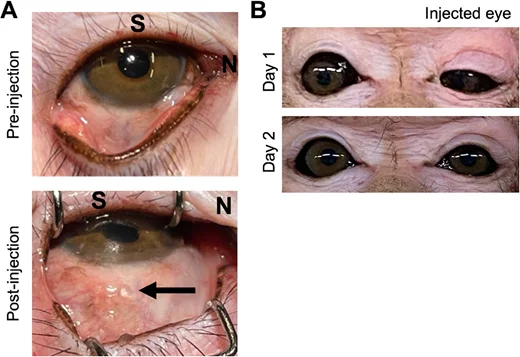 A
Pre-injection
S
N
Post-injection
S
N
B
Injected eye
Day 1
Day 2